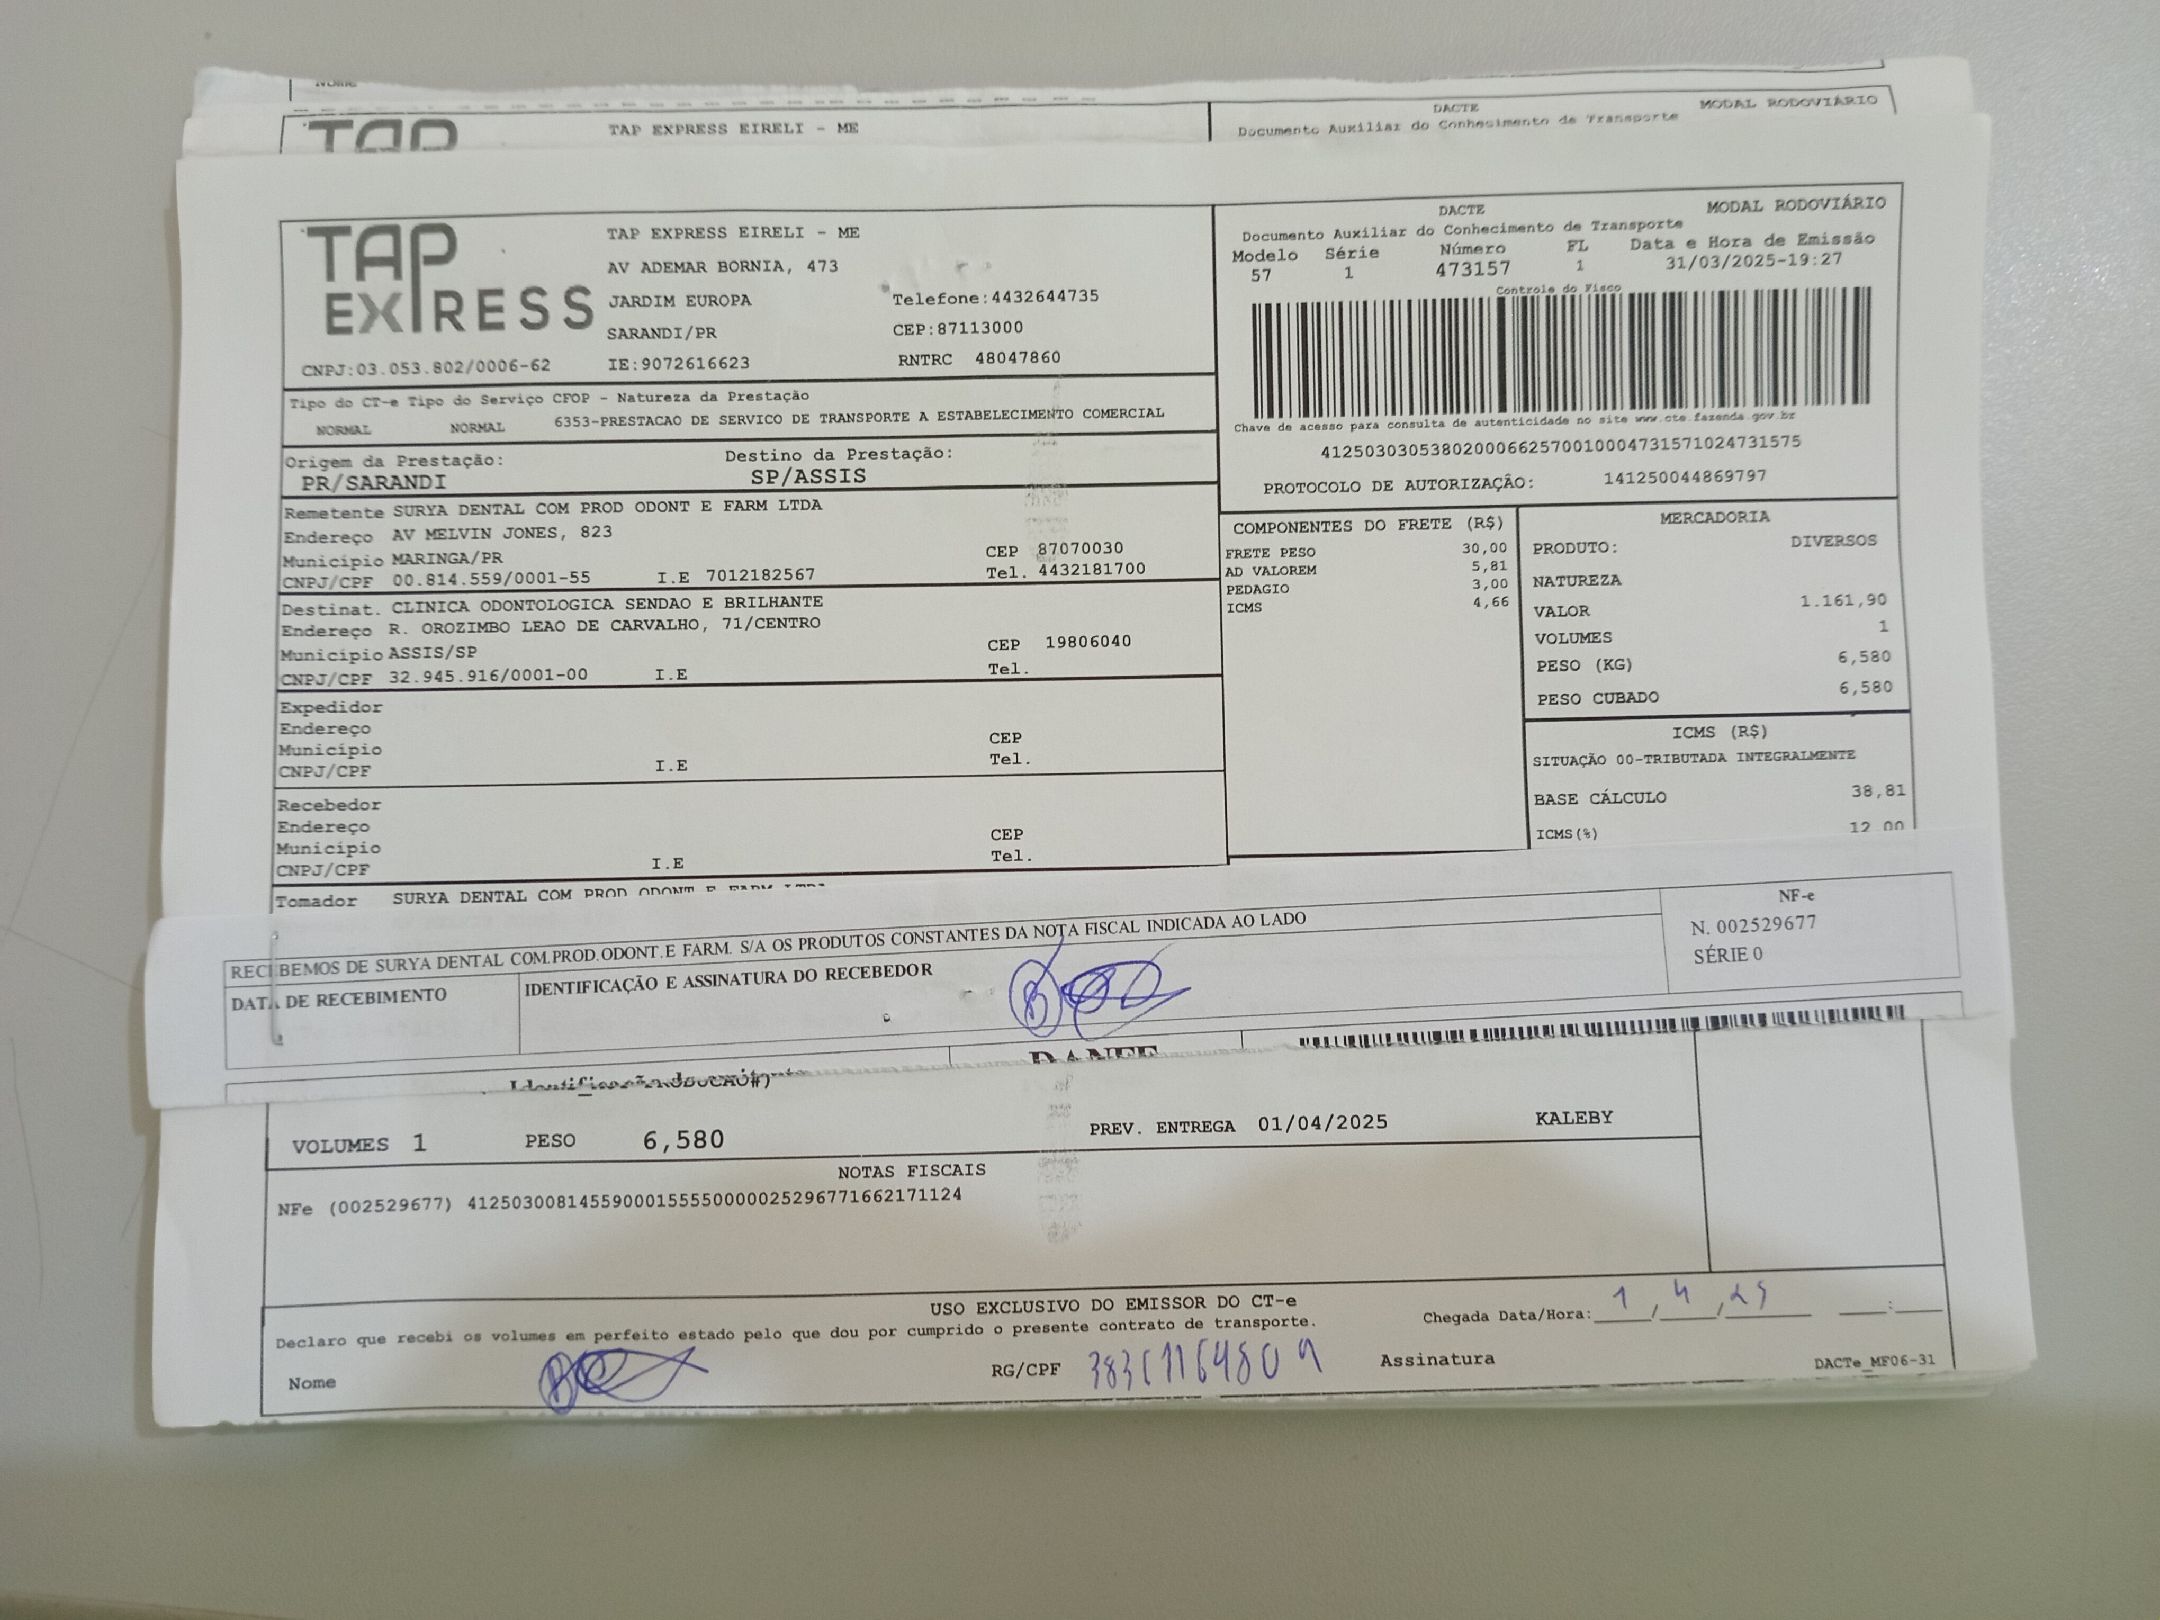 TAP EXPRESS EIRELI - ME
DACTE
MODAL RODOVIÁRIO
Documento Auxiliar do Conhecimento de Transporte
TAP EXPRESS
TAP EXPRESS EIRELI - ME
AV ADEMAR BORNIA, 473
JARDIM EUROPA Telefone:4432644735
SARANDI/PR CEP:87113000
CNPJ:03.053.802/0006-62 IE:9072616623 RNTRC 48047860
DACTE MODAL RODOVIÁRIO
Documento Auxiliar do Conhecimento de Transporte
Modelo Série Número FL Data e Hora de Emissão
57 1 473157 1 31/03/2025-19:27
Controle do Fisco
Chave de acesso para consulta de autenticidade no site www.cte.fazenda.gov.br
41250303053802000662570010004731571024731575
PROTOCOLO DE AUTORIZAÇÃO: 141250044869797
Tipo do CT-e Tipo do Serviço CFOP - Natureza da Prestação
NORMAL NORMAL 6353-PRESTACAO DE SERVICO DE TRANSPORTE A ESTABELECIMENTO COMERCIAL
Origem da Prestação: Destino da Prestação:
PR/SARANDI SP/ASSIS
Remetente SURYA DENTAL COM PROD ODONT E FARM LTDA
Endereço AV MELVIN JONES, 823
Município MARINGA/PR CEP 87070030
CNPJ/CPF 00.814.559/0001-55 I.E 7012182567 Tel. 4432181700
Destinat. CLINICA ODONTOLOGICA SENDAO E BRILHANTE
Endereço R. OROZIMBO LEAO DE CARVALHO, 71/CENTRO
Município ASSIS/SP CEP 19806040
CNPJ/CPF 32.945.916/0001-00 I.E Tel.
Expedidor
Endereço
Município CEP
CNPJ/CPF I.E Tel.
Recebedor
Endereço
Município CEP
CNPJ/CPF I.E Tel.
Tomador SURYA DENTAL COM PROD ODONT E FARM
COMPONENTES DO FRETE (R$)
FRETE PESO 30,00
AD VALOREM 5,81
PEDAGIO 3,00
ICMS 4,66
MERCADORIA
PRODUTO: DIVERSOS
NATUREZA
VALOR 1.161,90
VOLUMES 1
PESO (KG) 6,580
PESO CUBADO 6,580
ICMS (R$)
SITUAÇÃO 00-TRIBUTADA INTEGRALMENTE
BASE CÁLCULO 38,81
ICMS(%) 12,00
RECEBEMOS DE SURYA DENTAL COM.PROD.ODONT.E FARM. S/A OS PRODUTOS CONSTANTES DA NOTA FISCAL INDICADA AO LADO
DATA DE RECEBIMENTO IDENTIFICAÇÃO E ASSINATURA DO RECEBEDOR
NF-e
N. 002529677
SÉRIE 0
DANFE
VOLUMES 1 PESO 6,580 PREV. ENTREGA 01/04/2025 KALEBY
NOTAS FISCAIS
NFe (002529677) 41250300814559000155550000025296771662171124
USO EXCLUSIVO DO EMISSOR DO CT-e
Declaro que recebi os volumes em perfeito estado pelo que dou por cumprido o presente contrato de transporte.
Chegada Data/Hora: 1/4/25 :
Nome RG/CPF Assinatura DACTe_MF06-31